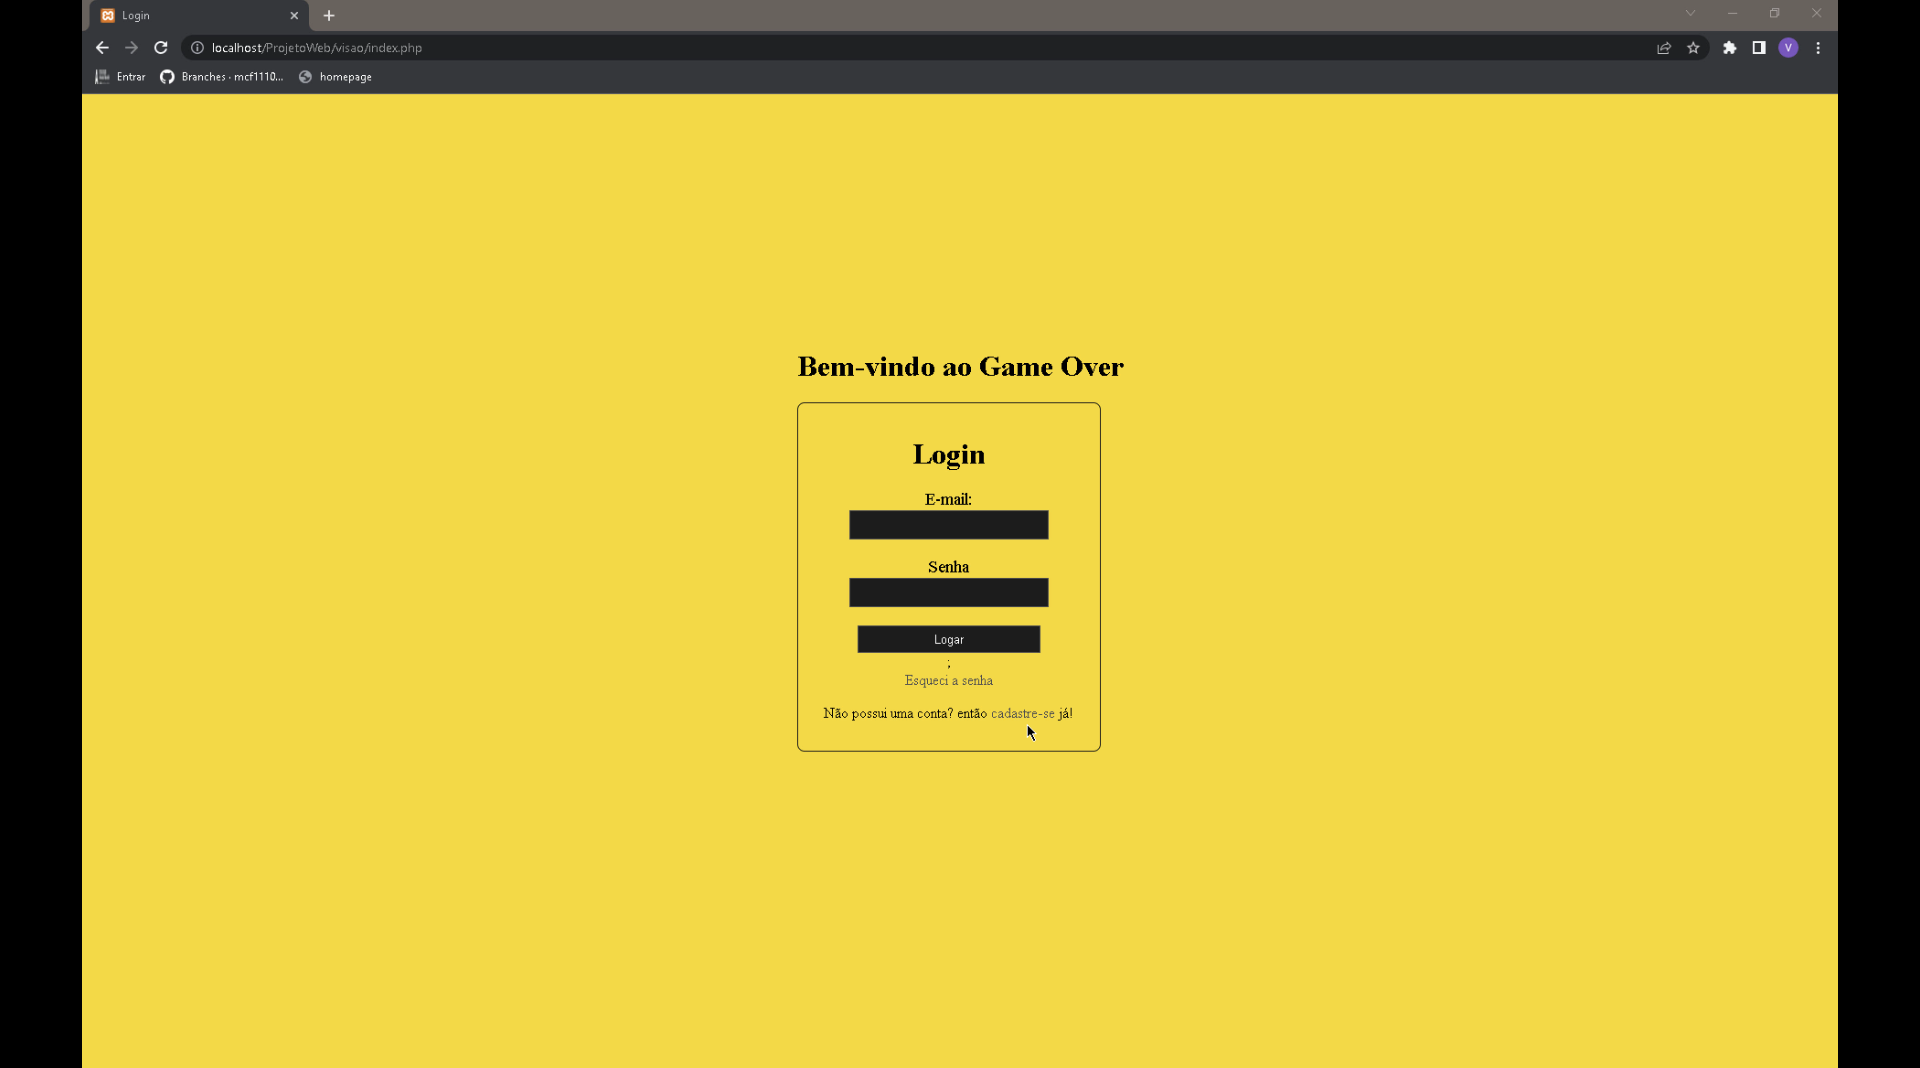 Login
localhost/ProjetoWeb/visao/index.php
V
Entrar
Branches · mcf1110...
homepage
Bem-vindo ao Game Over
Login
E-mail:
Senha
Logar
;
Esqueci a senha
Não possui uma conta? então cadastre-se já!